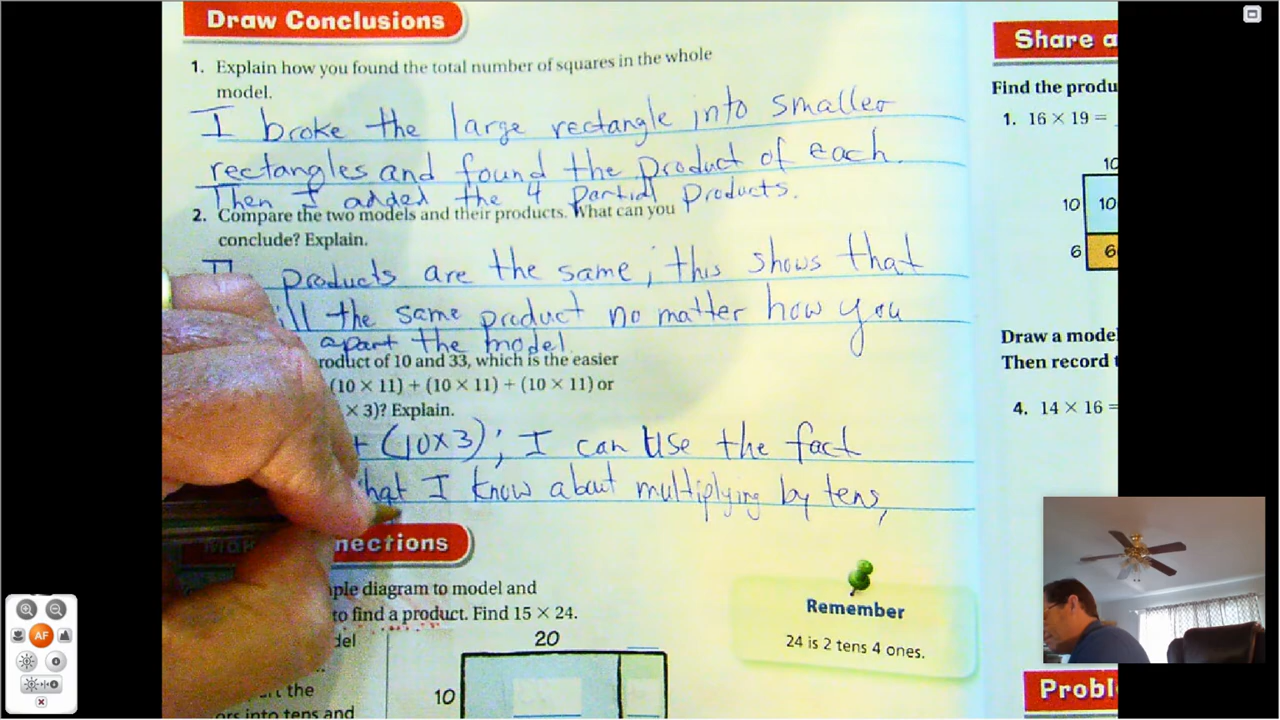 Draw Conclusions
1. Explain how you found the total number of squares in the whole
model.
I broke the large rectangle into smaller
rectangles and found the product of each.
Then I added the 4 partial products.
2. Compare the two models and their products. What can you
conclude? Explain.
products are the same; this shows that
the same product no matter how you
apart the model.
roduct of 10 and 33, which is the easier
(10 × 11) + (10 × 11) + (10 × 11) or
× 3)? Explain.
+ (10×3); I can use the fact
hat I know about multiplying by tens,
nections
ple diagram to model and
to find a product. Find 15 × 24.
del
20
10
the
ors into tens and
Remember
24 is 2 tens 4 ones.
Share a
Find the produ
1. 16 × 19 =
10
10
10
6
6
Draw a model
Then record t
4. 14 × 16 =
Probl
AF